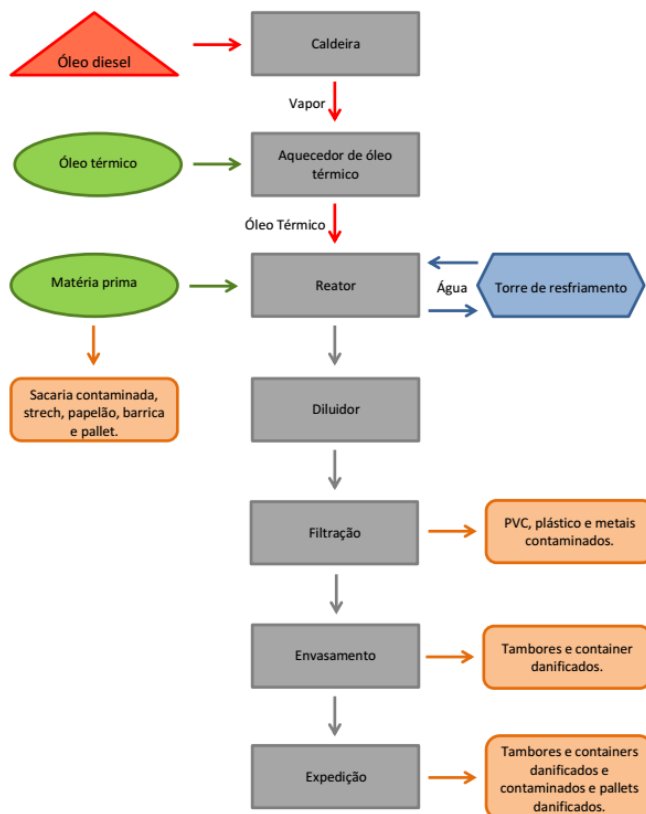 Óleo diesel
Caldeira
Vapor
Óleo térmico
Aquecedor de óleo
térmico
Óleo Térmico
Matéria prima
Reator
Água
Torre de resfriamento
Sacaria contaminada,
strech, papelão, barrica
e pallet.
Diluidor
Filtração
PVC, plástico e metais
contaminados.
Envasamento
Tambores e container
danificados.
Expedição
Tambores e containers
danificados e
contaminados e pallets
danificados.